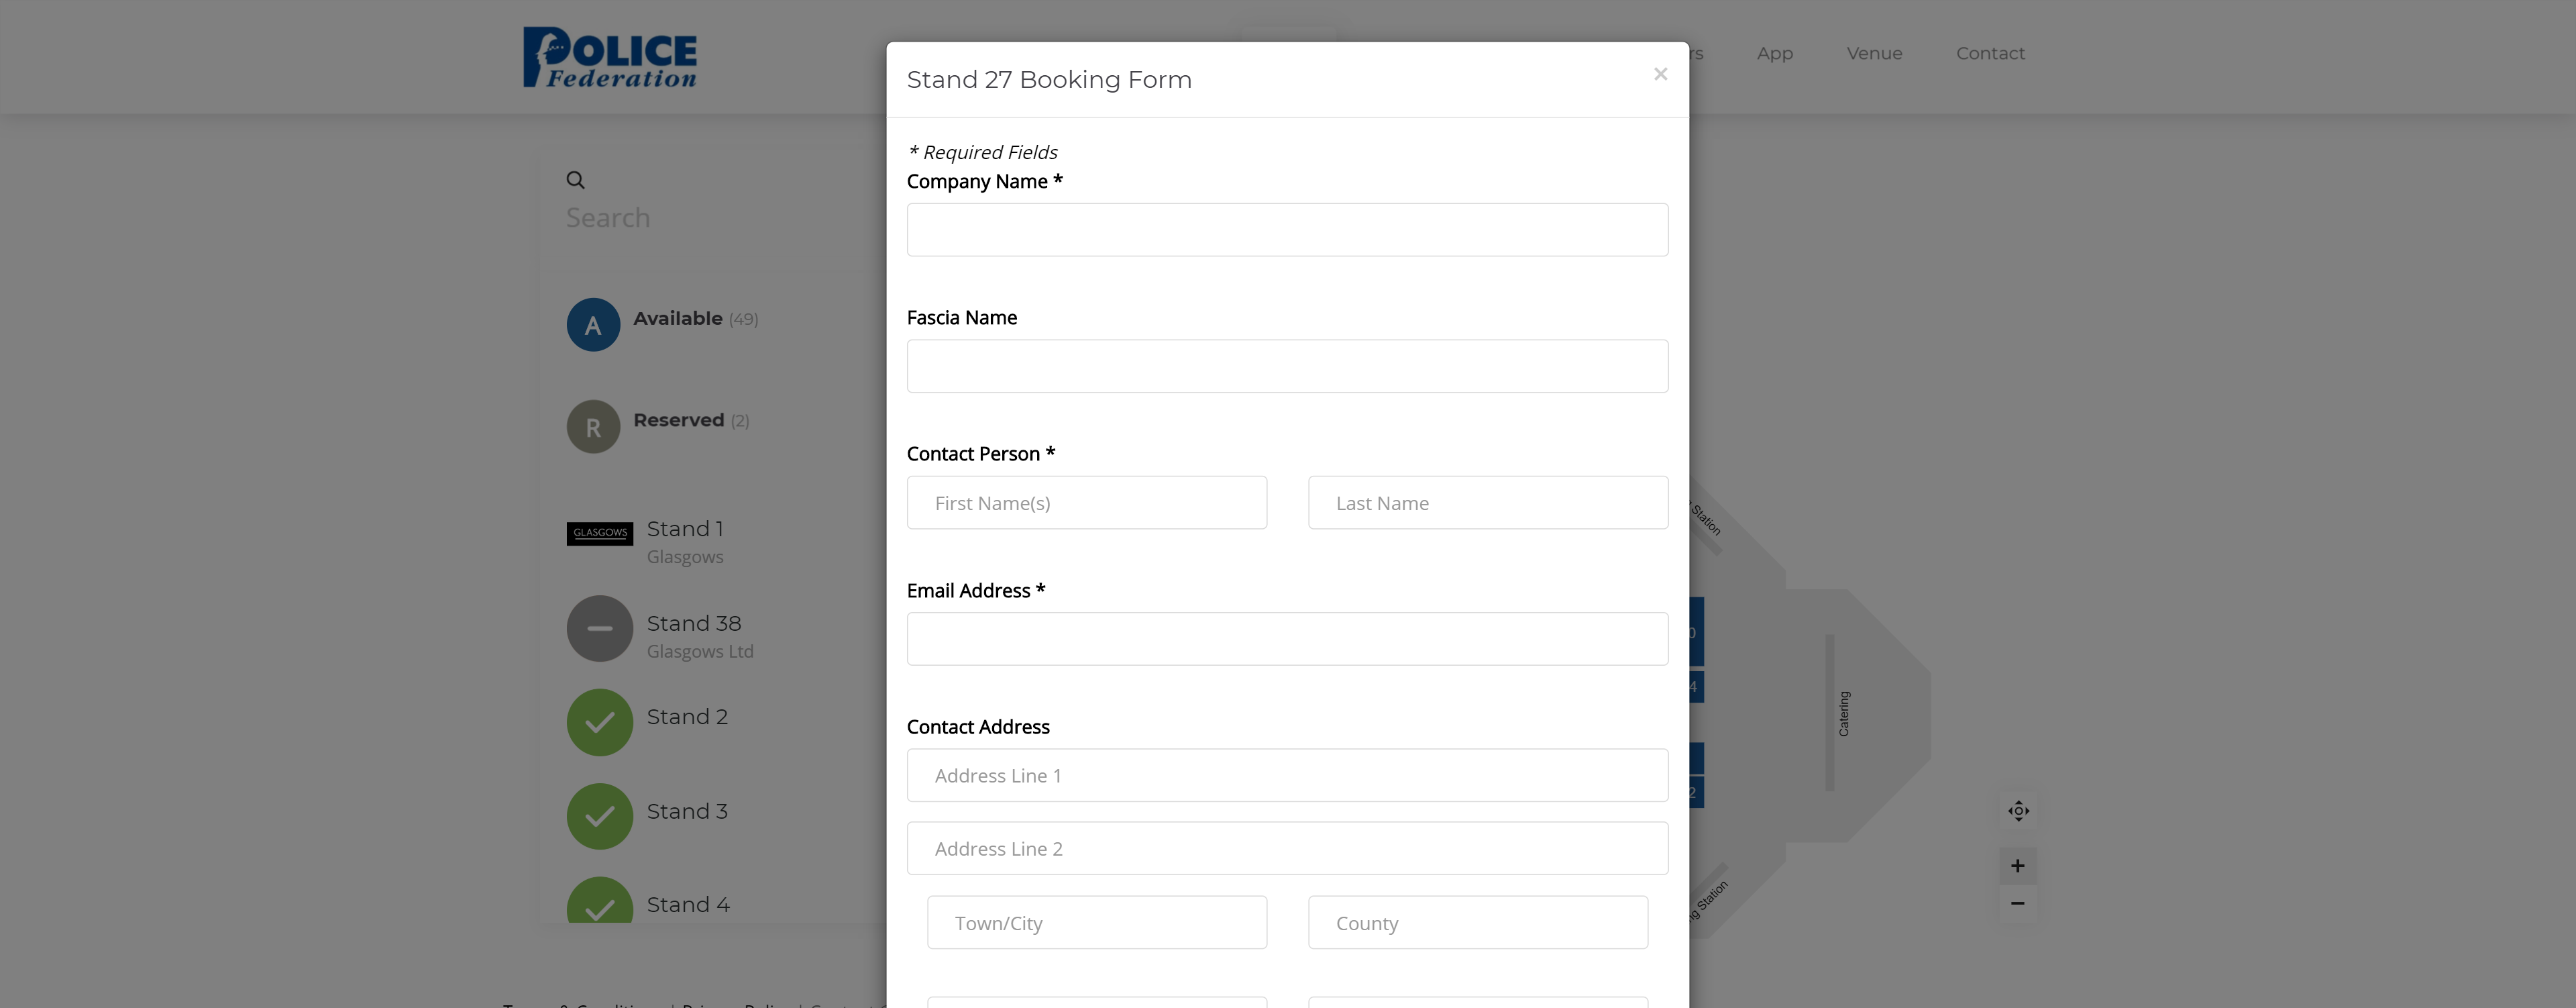 POLICE
Federation
App
Venue
Contact
Stand 27 Booking Form
×
* Required Fields
Company Name *
Fascia Name
Contact Person *
First Name(s)
Last Name
Email Address *
Contact Address
Address Line 1
Address Line 2
Town/City
County
Search
A
Available (49)
R
Reserved (2)
GLASGOWS
Stand 1
Glasgows
Stand 38
Glasgows Ltd
Stand 2
Stand 3
Stand 4
Station
4
2
Catering
Station
+
−